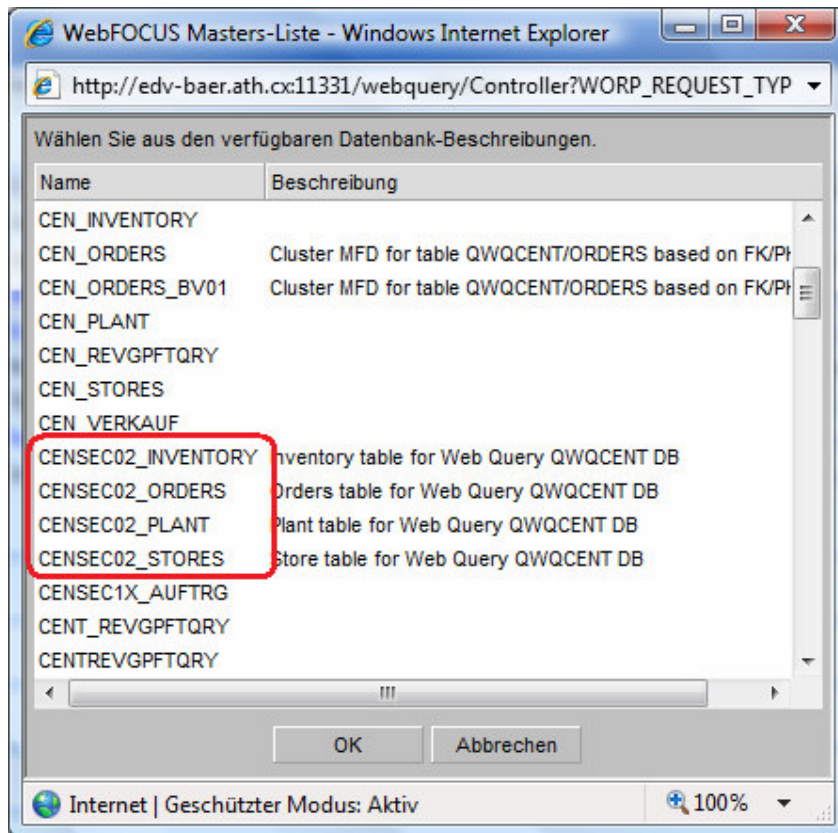 WebFOCUS Masters-Liste - Windows Internet Explorer
http://edv-baer.ath.cx:11331/webquery/Controller?WORP_REQUEST_TYP
Wählen Sie aus den verfügbaren Datenbank-Beschreibungen.
Name Beschreibung
CEN_INVENTORY
CEN_ORDERS Cluster MFD for table QWQCENT/ORDERS based on FK/PK
CEN_ORDERS_BV01 Cluster MFD for table QWQCENT/ORDERS based on FK/PK
CEN_PLANT
CEN_REVGPFTQRY
CEN_STORES
CEN_VERKAUF
CENSEC02_INVENTORY Inventory table for Web Query QWQCENT DB
CENSEC02_ORDERS Orders table for Web Query QWQCENT DB
CENSEC02_PLANT Plant table for Web Query QWQCENT DB
CENSEC02_STORES Store table for Web Query QWQCENT DB
CENSEC1X_AUFTRG
CENT_REVGPFTQRY
CENTREVGPFTQRY
OK Abbrechen
Internet | Geschützter Modus: Aktiv 100%